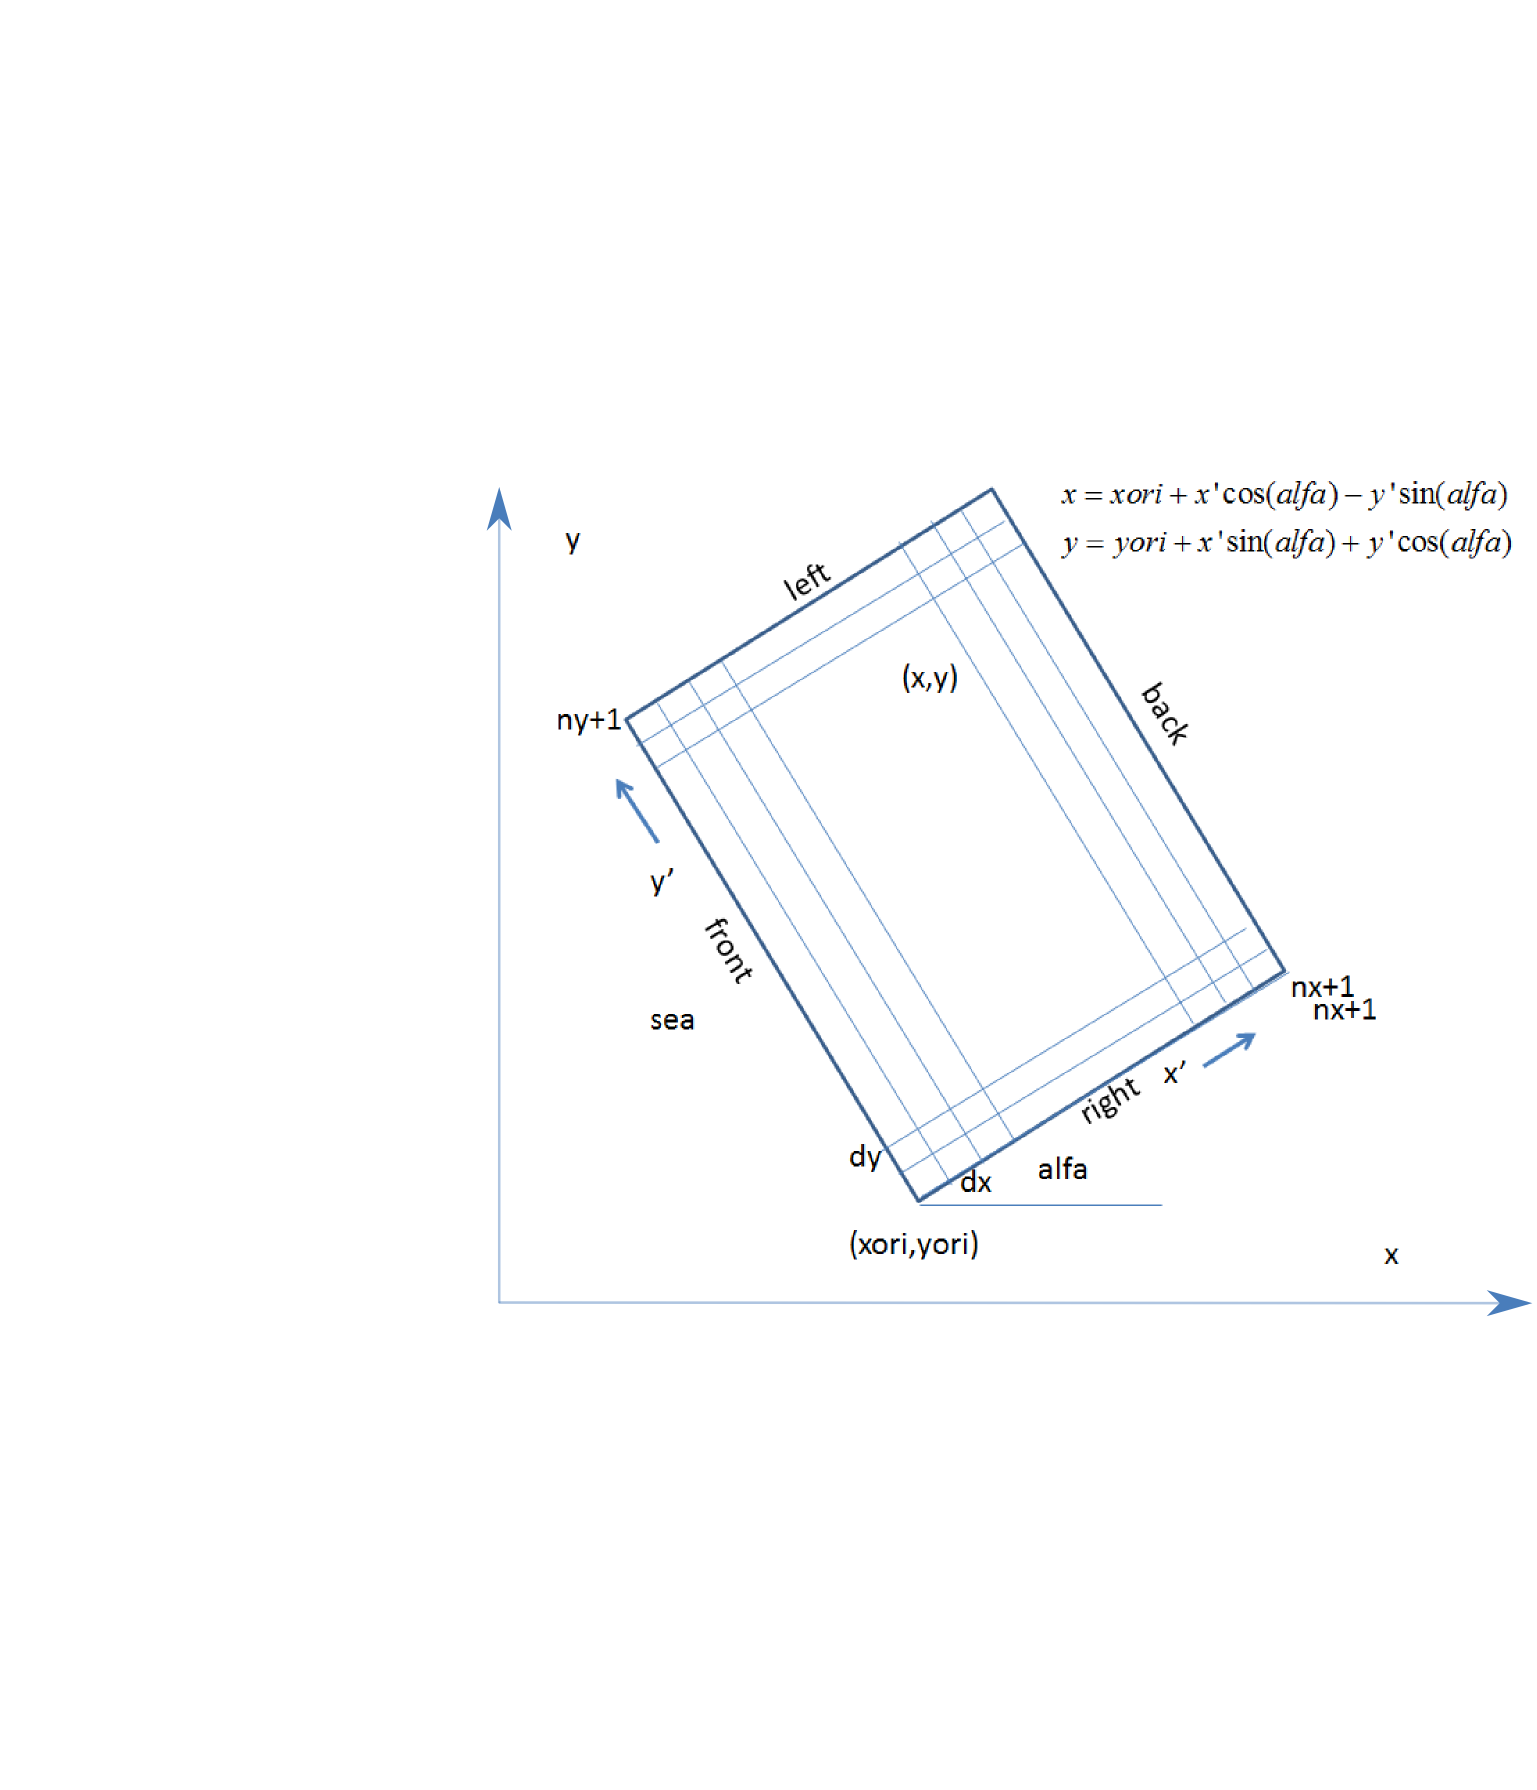 x = xori + x'cos(alfa) − y'sin(alfa)
y = yori + x'sin(alfa) + y'cos(alfa)
y
left
(x,y)
back
ny+1
y’
front
sea
nx+1
nx+1
x’
right
dy
dx
alfa
(xori,yori)
x